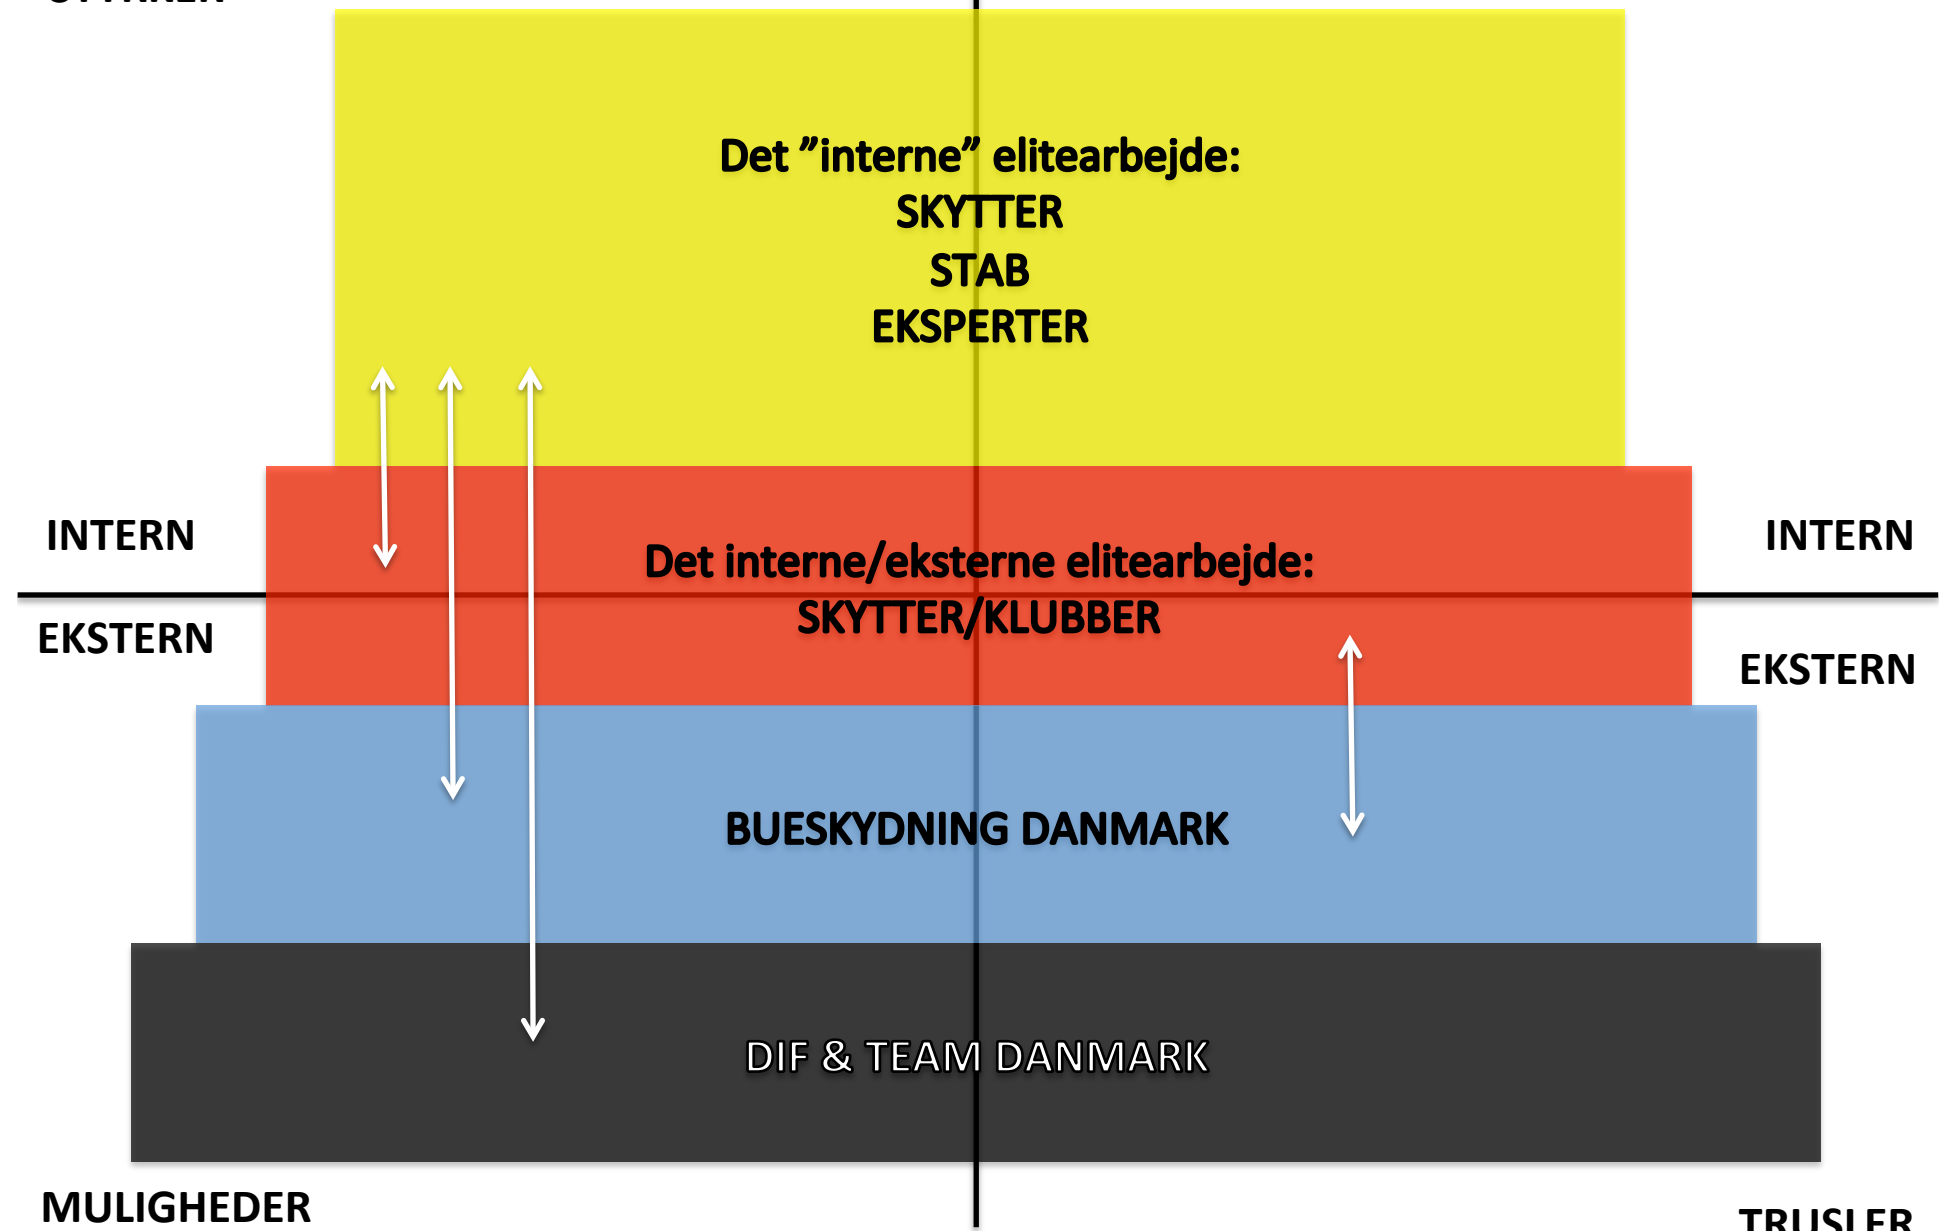 Det ”interne” elitearbejde:
SKYTTER
STAB
EKSPERTER
INTERN
INTERN
Det interne/eksterne elitearbejde:
SKYTTER/KLUBBER
EKSTERN
EKSTERN
BUESKYDNING DANMARK
DIF & TEAM DANMARK
MULIGHEDER
TRUSLER